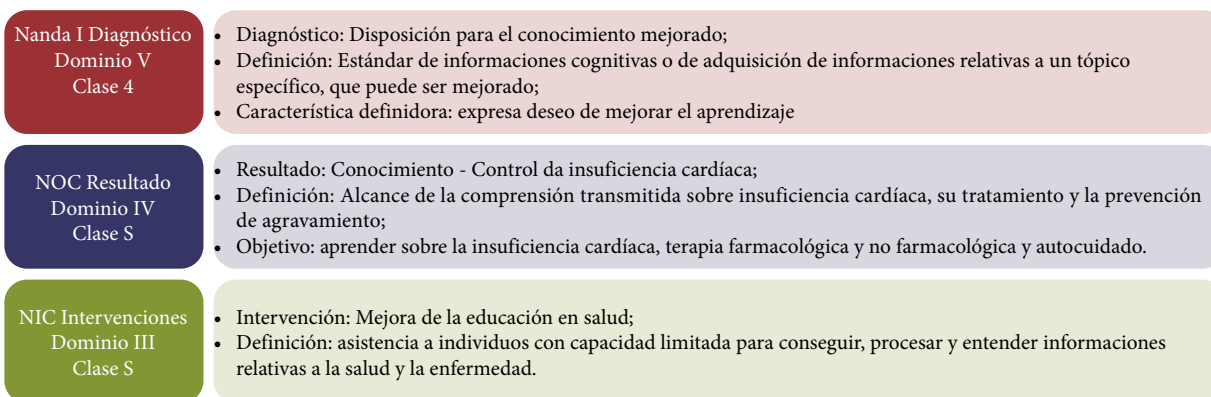 Nanda I Diagnóstico
Dominio V
Clase 4
• Diagnóstico: Disposición para el conocimiento mejorado;
• Definición: Estándar de informaciones cognitivas o de adquisición de informaciones relativas a un tópico
específico, que puede ser mejorado;
• Característica definidora: expresa deseo de mejorar el aprendizaje
NOC Resultado
Dominio IV
Clase S
• Resultado: Conocimiento - Control da insuficiencia cardíaca;
• Definición: Alcance de la comprensión transmitida sobre insuficiencia cardíaca, su tratamiento y la prevención
de agravamiento;
• Objetivo: aprender sobre la insuficiencia cardíaca, terapia farmacológica y no farmacológica y autocuidado.
NIC Intervenciones
Dominio III
Clase S
• Intervención: Mejora de la educación en salud;
• Definición: asistencia a individuos con capacidad limitada para conseguir, procesar y entender informaciones
relativas a la salud y la enfermedad.